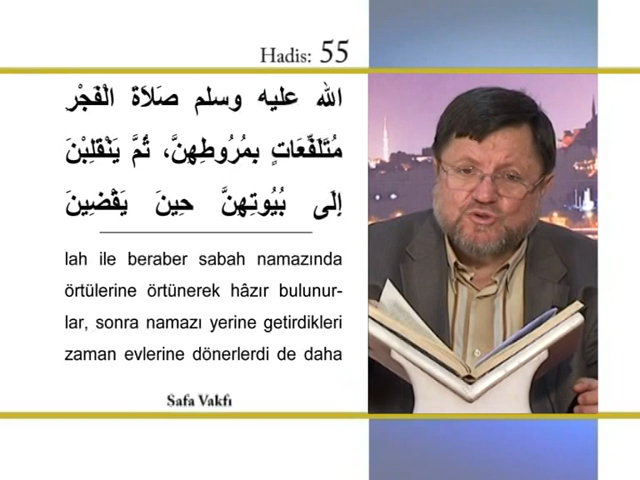 Hadis: 55
الله عليه وسلم صَلَاةَ الْفَجْرِ
مُتَلَفِّعَاتٍ بِمُرُوطِهِنَّ، ثُمَّ يَنْقَلِبْنَ
إِلَى بُيُوتِهِنَّ حِينَ يَقْضِينَ
lah ile beraber sabah namazında
örtülerine örtünerek hâzır bulunur-
lar, sonra namazı yerine getirdikleri
zaman evlerine dönerlerdi de daha
Safa Vakfı